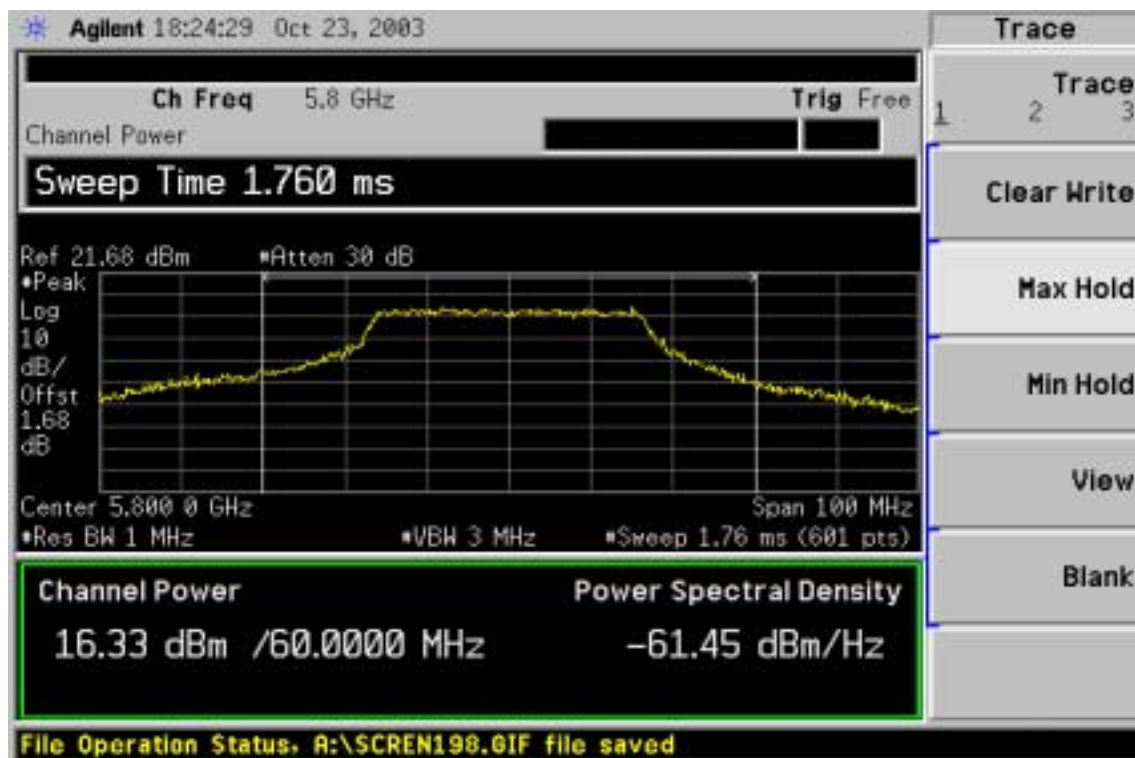 Agilent 18:24:29 Oct 23, 2003
Trace
Ch Freq 5.8 GHz Trig Free
Channel Power
Sweep Time 1.760 ms
Ref 21.68 dBm *Atten 30 dB
*Peak
Log
10
dB/
Offst
1.68
dB
Center 5.800 0 GHz Span 100 MHz
*Res BW 1 MHz *VBW 3 MHz *Sweep 1.76 ms (601 pts)
Channel Power Power Spectral Density
16.33 dBm /60.0000 MHz -61.45 dBm/Hz
File Operation Status, A:\SCREN198.GIF file saved
Trace
1 2 3
Clear Write
Max Hold
Min Hold
View
Blank